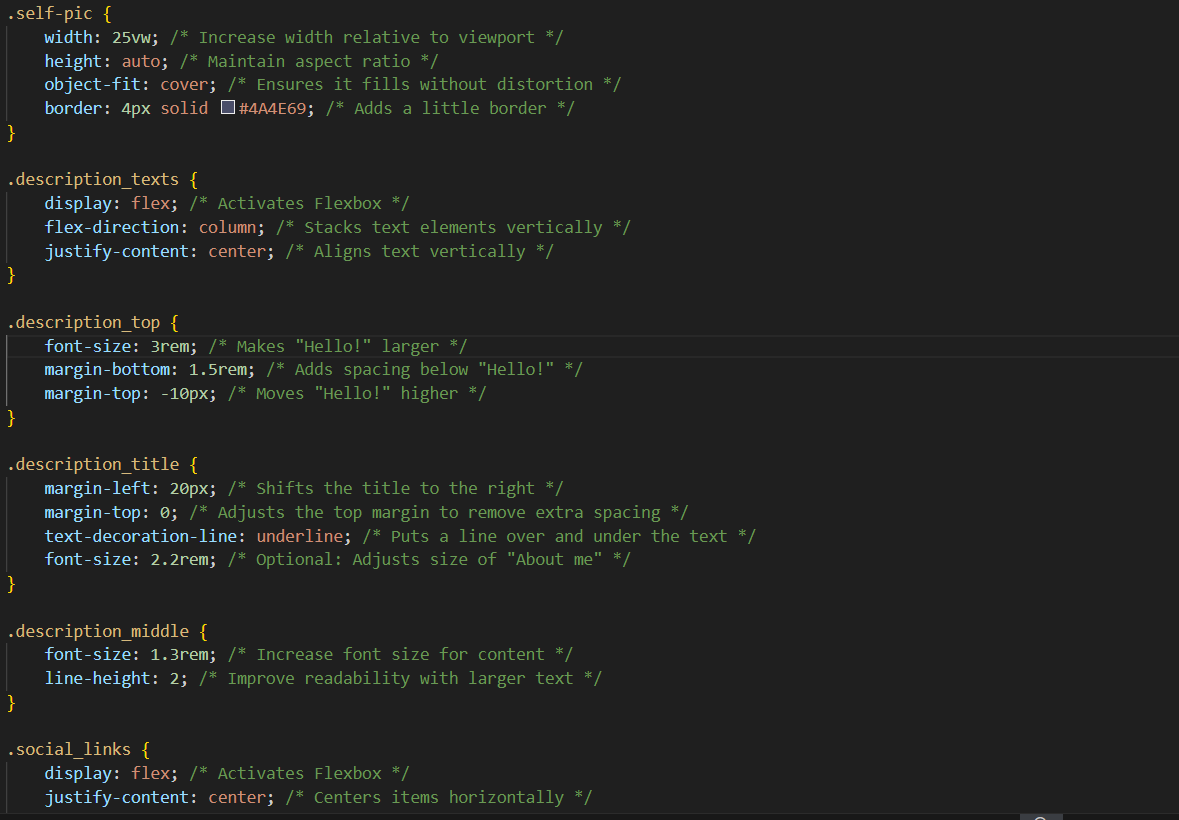 .self-pic {
    width: 25vw; /* Increase width relative to viewport */
    height: auto; /* Maintain aspect ratio */
    object-fit: cover; /* Ensures it fills without distortion */
    border: 4px solid #4A4E69; /* Adds a little border */
}

.description_texts {
    display: flex; /* Activates Flexbox */
    flex-direction: column; /* Stacks text elements vertically */
    justify-content: center; /* Aligns text vertically */
}

.description_top {
    font-size: 3rem; /* Makes "Hello!" larger */
    margin-bottom: 1.5rem; /* Adds spacing below "Hello!" */
    margin-top: -10px; /* Moves "Hello!" higher */
}

.description_title {
    margin-left: 20px; /* Shifts the title to the right */
    margin-top: 0; /* Adjusts the top margin to remove extra spacing */
    text-decoration-line: underline; /* Puts a line over and under the text */
    font-size: 2.2rem; /* Optional: Adjusts size of "About me" */
}

.description_middle {
    font-size: 1.3rem; /* Increase font size for content */
    line-height: 2; /* Improve readability with larger text */
}

.social_links {
    display: flex; /* Activates Flexbox */
    justify-content: center; /* Centers items horizontally */